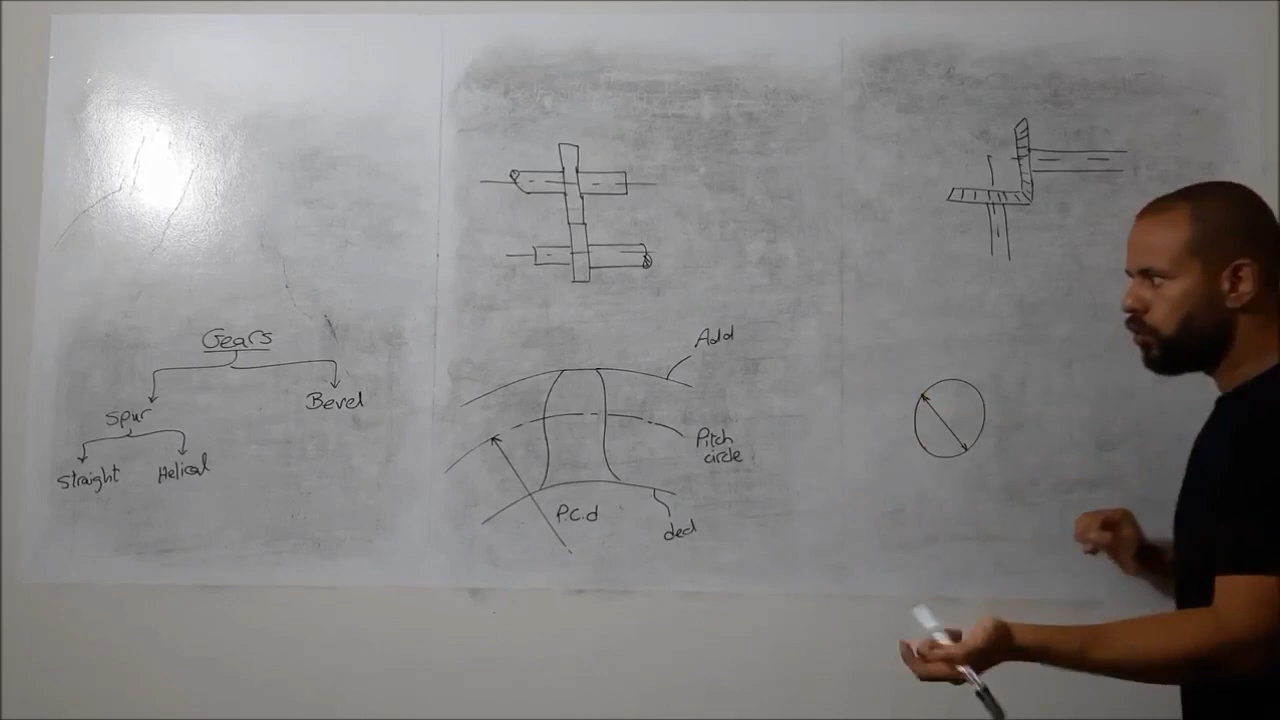 Gears
Spur
Bevel
Straight
Helical
Add
Pitch
circle
P.C.d
ded